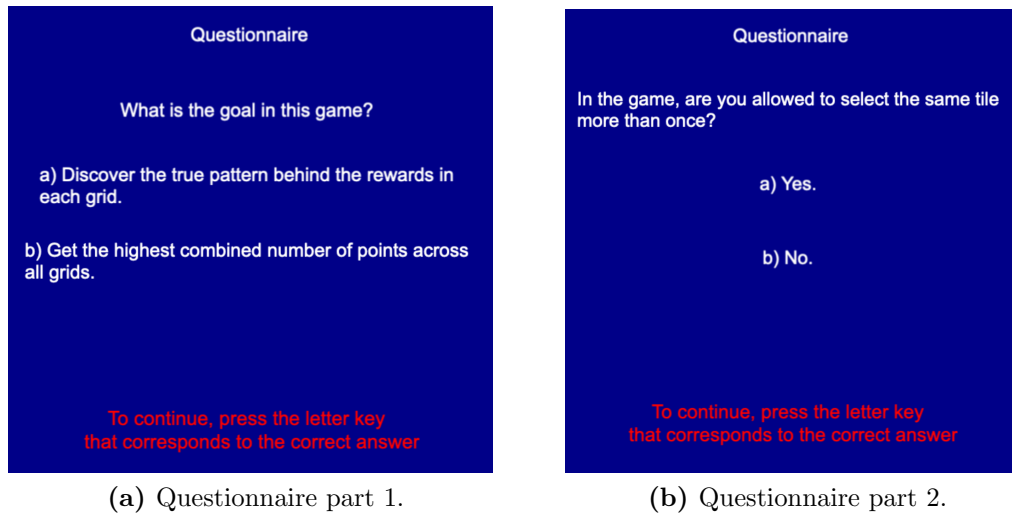 Questionnaire
What is the goal in this game?
a) Discover the true pattern behind the rewards in
each grid.
b) Get the highest combined number of points across
all grids.
To continue, press the letter key
that corresponds to the correct answer
(a) Questionnaire part 1.
Questionnaire
In the game, are you allowed to select the same tile
more than once?
a) Yes.
b) No.
To continue, press the letter key
that corresponds to the correct answer
(b) Questionnaire part 2.